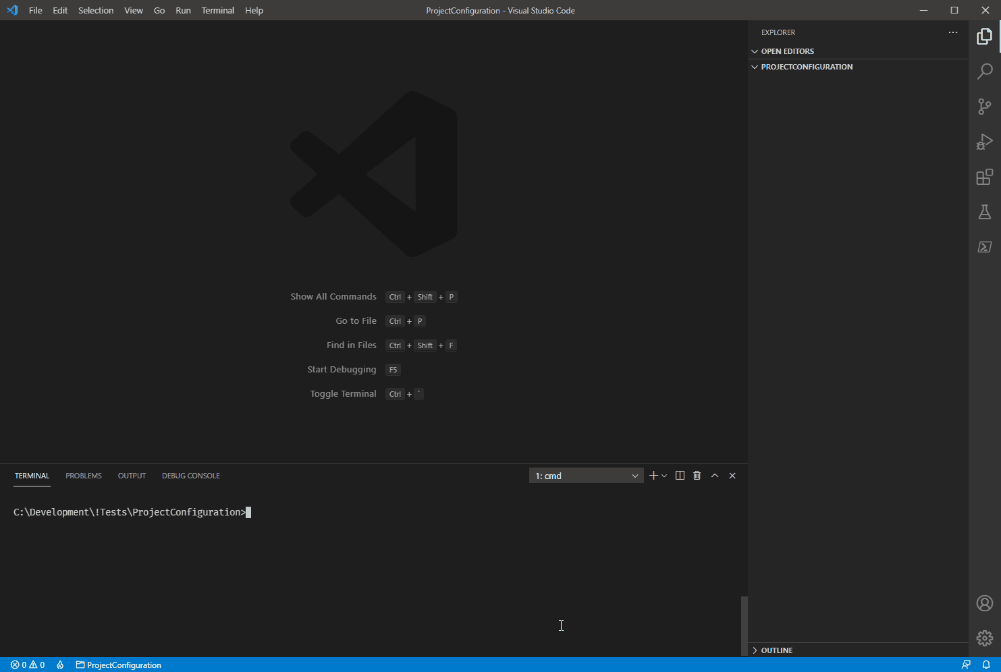 File Edit Selection View Go Run Terminal Help ProjectConfiguration - Visual Studio Code
EXPLORER
OPEN EDITORS
PROJECTCONFIGURATION
Show All Commands Ctrl + Shift + P
Go to File Ctrl + P
Find in Files Ctrl + Shift + F
Start Debugging F5
Toggle Terminal Ctrl + `
TERMINAL PROBLEMS OUTPUT DEBUG CONSOLE 1: cmd
C:\Development\!Tests\ProjectConfiguration>
OUTLINE
0 0 ProjectConfiguration